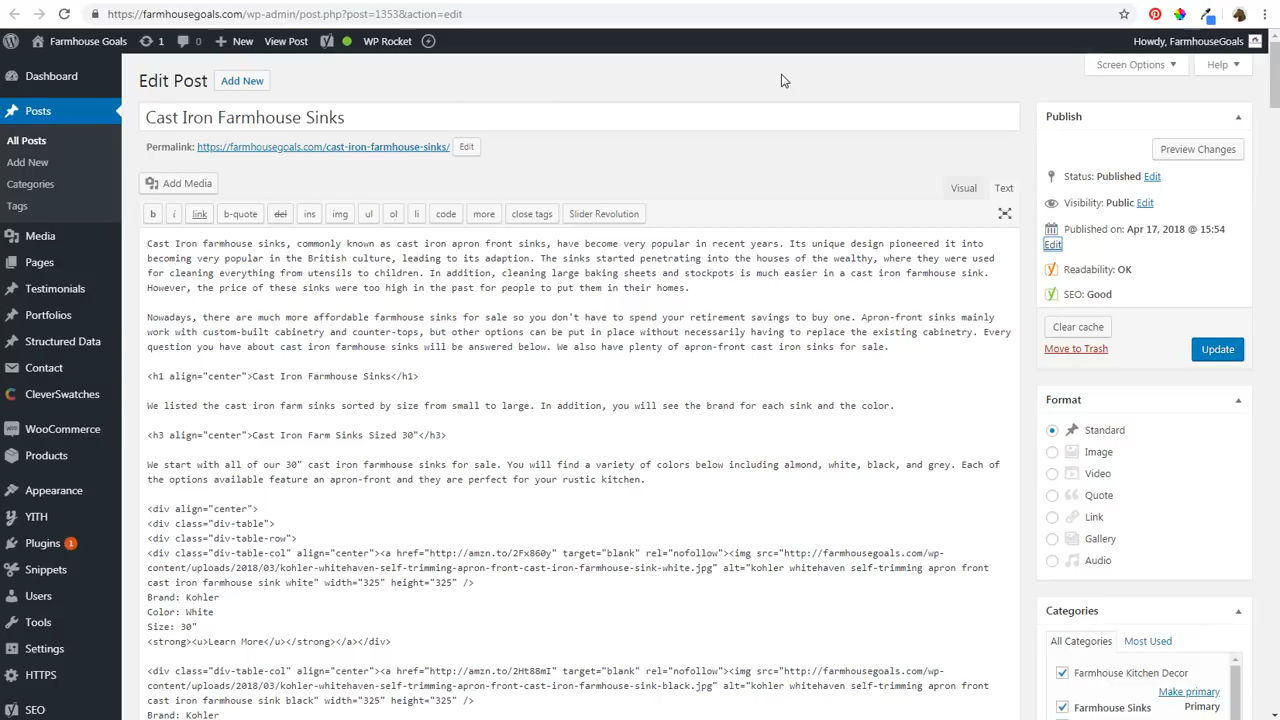 https://farmhousegoals.com/wp-admin/post.php?post=1353&action=edit
Farmhouse Goals 1 0 + New View Post WP Rocket Howdy, FarmhouseGoals
Dashboard
Posts
All Posts
Add New
Categories
Tags
Media
Pages
Testimonials
Portfolios
Structured Data
Contact
CleverSwatches
WooCommerce
Products
Appearance
YITH
Plugins 1
Snippets
Users
Tools
Settings
HTTPS
SEO
Screen Options Help
Edit Post Add New
Cast Iron Farmhouse Sinks
Permalink: https://farmhousegoals.com/cast-iron-farmhouse-sinks/ Edit
Add Media
Visual Text
b i link b-quote del ins img ul ol li code more close tags Slider Revolution
Cast Iron farmhouse sinks, commonly known as cast iron apron front sinks, have become very popular in recent years. Its unique design pioneered it into
becoming very popular in the British culture, leading to its adaption. The sinks started penetrating into the houses of the wealthy, where they were used
for cleaning everything from utensils to children. In addition, cleaning large baking sheets and stockpots is much easier in a cast iron farmhouse sink.
However, the price of these sinks were too high in the past for people to put them in their homes.
Nowadays, there are much more affordable farmhouse sinks for sale so you don't have to spend your retirement savings to buy one. Apron-front sinks mainly
work with custom-built cabinetry and counter-tops, but other options can be put in place without necessarily having to replace the existing cabinetry. Every
question you have about cast iron farmhouse sinks will be answered below. We also have plenty of apron-front cast iron sinks for sale.
<h1 align="center">Cast Iron Farmhouse Sinks</h1>
We listed the cast iron farm sinks sorted by size from small to large. In addition, you will see the brand for each sink and the color.
<h3 align="center">Cast Iron Farm Sinks Sized 30"</h3>
We start with all of our 30" cast iron farmhouse sinks for sale. You will find a variety of colors below including almond, white, black, and grey. Each of
the options available feature an apron-front and they are perfect for your rustic kitchen.
<div align="center">
<div class="div-table">
<div class="div-table-row">
<div class="div-table-col" align="center"><a href="http://amzn.to/2Fx860y" target="blank" rel="nofollow"><img src="http://farmhousegoals.com/wp-
content/uploads/2018/03/kohler-whitehaven-self-trimming-apron-front-cast-iron-farmhouse-sink-white.jpg" alt="kohler whitehaven self-trimming apron front
cast iron farmhouse sink white" width="325" height="325" />
Brand: Kohler
Color: White
Size: 30"
<strong><u>Learn More</u></strong></a></div>
<div class="div-table-col" align="center"><a href="http://amzn.to/2Ht88mI" target="blank" rel="nofollow"><img src="http://farmhousegoals.com/wp-
content/uploads/2018/03/kohler-whitehaven-self-trimming-apron-front-cast-iron-farmhouse-sink-black.jpg" alt="kohler whitehaven self-trimming apron front
cast iron farmhouse sink black" width="325" height="325" />
Brand: Kohler
Publish
Preview Changes
Status: Published Edit
Visibility: Public Edit
Published on: Apr 17, 2018 @ 15:54
Edit
Readability: OK
SEO: Good
Clear cache
Move to Trash Update
Format
Standard
Image
Video
Quote
Link
Gallery
Audio
Categories
All Categories Most Used
Farmhouse Kitchen Decor
Make primary
Farmhouse Sinks Primary